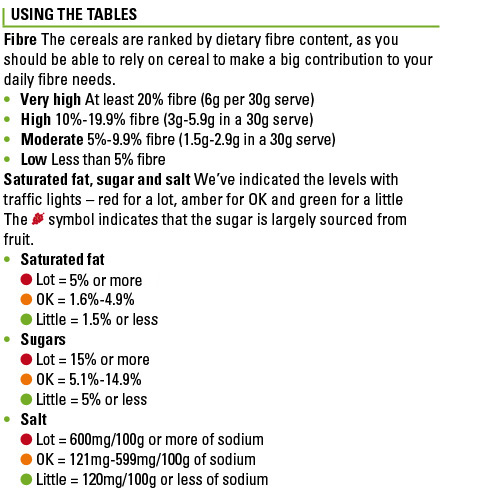 USING THE TABLES
Fibre The cereals are ranked by dietary fibre content, as you
should be able to rely on cereal to make a big contribution to your
daily fibre needs.
• Very high At least 20% fibre (6g per 30g serve)
• High 10%-19.9% fibre (3g-5.9g in a 30g serve)
• Moderate 5%-9.9% fibre (1.5g-2.9g in a 30g serve)
• Low Less than 5% fibre
Saturated fat, sugar and salt We've indicated the levels with
traffic lights – red for a lot, amber for OK and green for a little
The symbol indicates that the sugar is largely sourced from
fruit.
• Saturated fat
Lot = 5% or more
OK = 1.6%-4.9%
Little = 1.5% or less
• Sugars
Lot = 15% or more
OK = 5.1%-14.9%
Little = 5% or less
• Salt
Lot = 600mg/100g or more of sodium
OK = 121mg-599mg/100g of sodium
Little = 120mg/100g or less of sodium